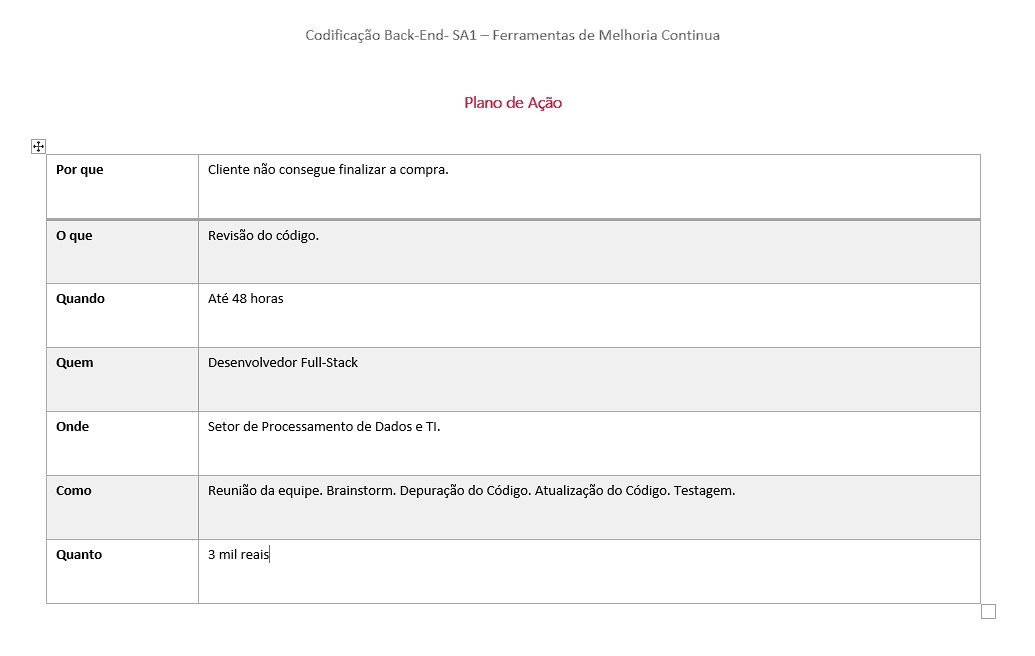 Codificação Back-End- SA1 – Ferramentas de Melhoria Continua
Plano de Ação
Por que Cliente não consegue finalizar a compra.
O que Revisão do código.
Quando Até 48 horas
Quem Desenvolvedor Full-Stack
Onde Setor de Processamento de Dados e TI.
Como Reunião da equipe. Brainstorm. Depuração do Código. Atualização do Código. Testagem.
Quanto 3 mil reais